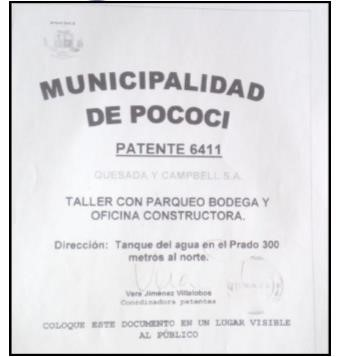 MUNICIPALIDAD
DE POCOCI
PATENTE 6411
QUESADA Y CAMPBELL S.A.
TALLER CON PARQUEO BODEGA Y
OFICINA CONSTRUCTORA.
Dirección: Tanque del agua en el Prado 300
metros al norte.
Vera Jiménez Villalobos
Coordinadora patentes
COLOQUE ESTE DOCUMENTO EN UN LUGAR VISIBLE
AL PÚBLICO